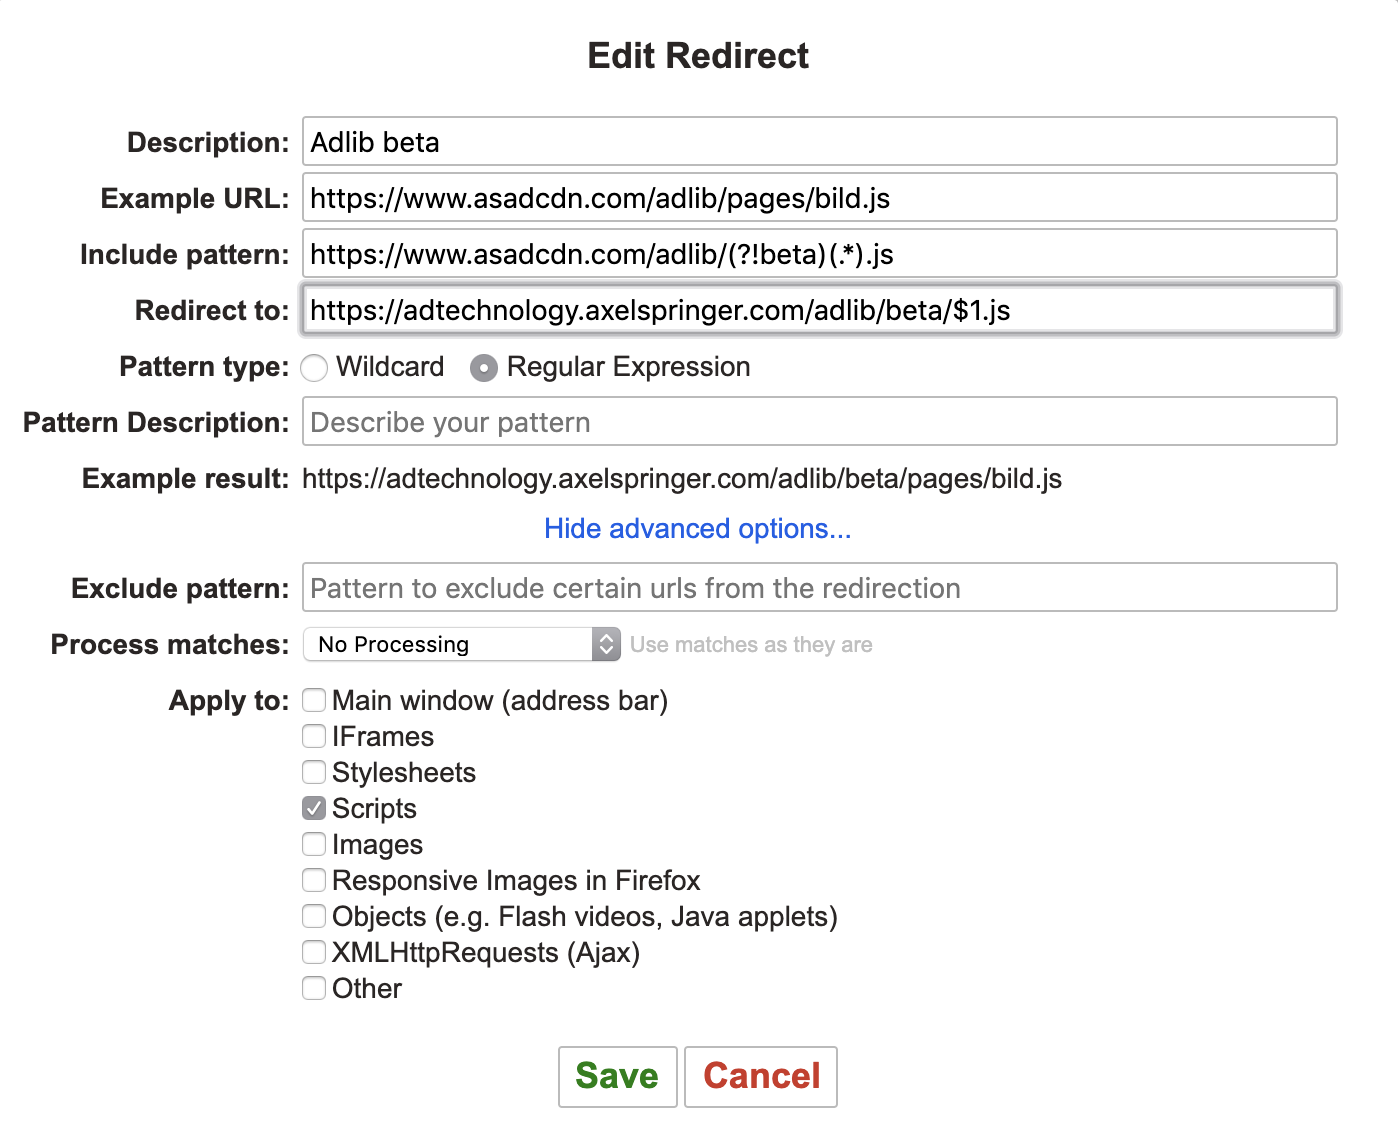 Edit Redirect
Description: Adlib beta
Example URL: https://www.asadcdn.com/adlib/pages/bild.js
Include pattern: https://www.asadcdn.com/adlib/(?!beta)(.*).js
Redirect to: https://adtechnology.axelspringer.com/adlib/beta/$1.js
Pattern type: Wildcard Regular Expression
Pattern Description: Describe your pattern
Example result: https://adtechnology.axelspringer.com/adlib/beta/pages/bild.js
Hide advanced options...
Exclude pattern: Pattern to exclude certain urls from the redirection
Process matches: No Processing Use matches as they are
Apply to: Main window (address bar)
IFrames
Stylesheets
Scripts
Images
Responsive Images in Firefox
Objects (e.g. Flash videos, Java applets)
XMLHttpRequests (Ajax)
Other
Save Cancel